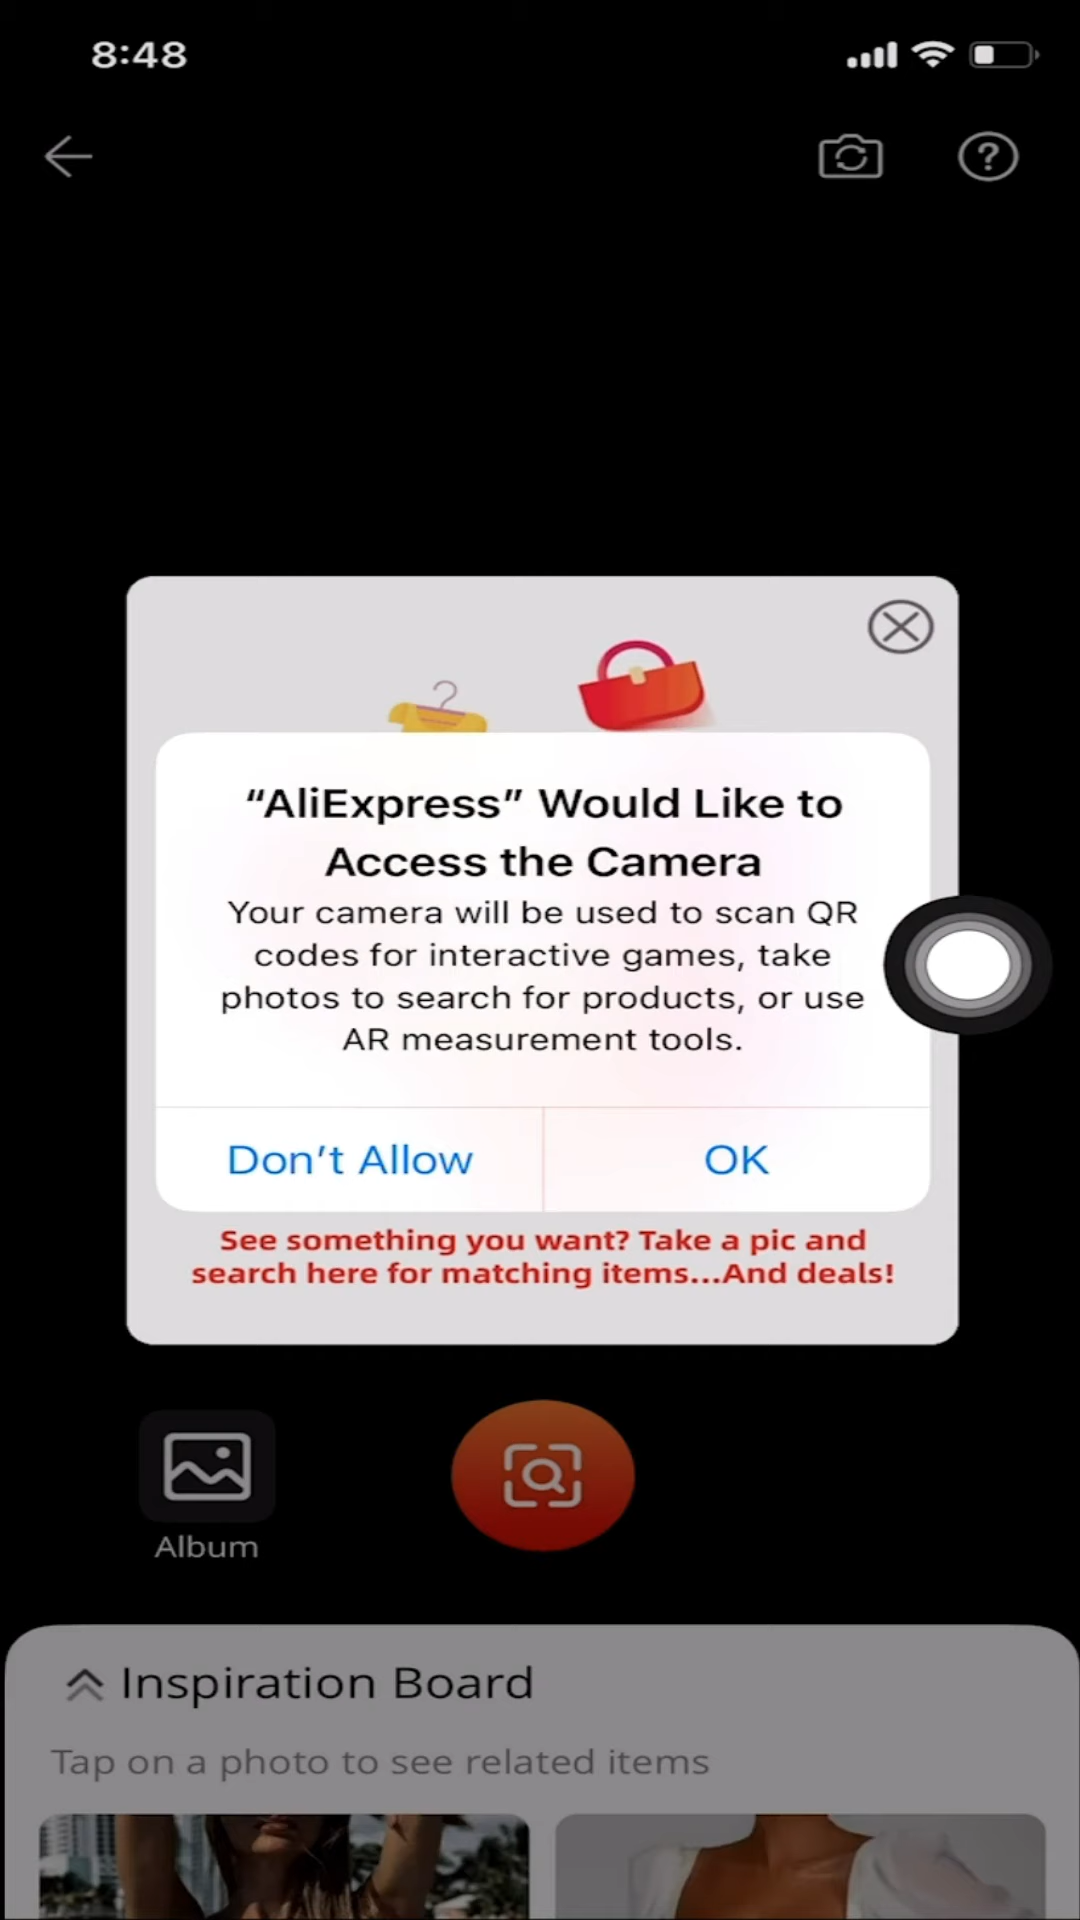 8:48
“AliExpress” Would Like to
Access the Camera
Your camera will be used to scan QR
codes for interactive games, take
photos to search for products, or use
AR measurement tools.
Don’t Allow
OK
See something you want? Take a pic and
search here for matching items...And deals!
Album
Inspiration Board
Tap on a photo to see related items